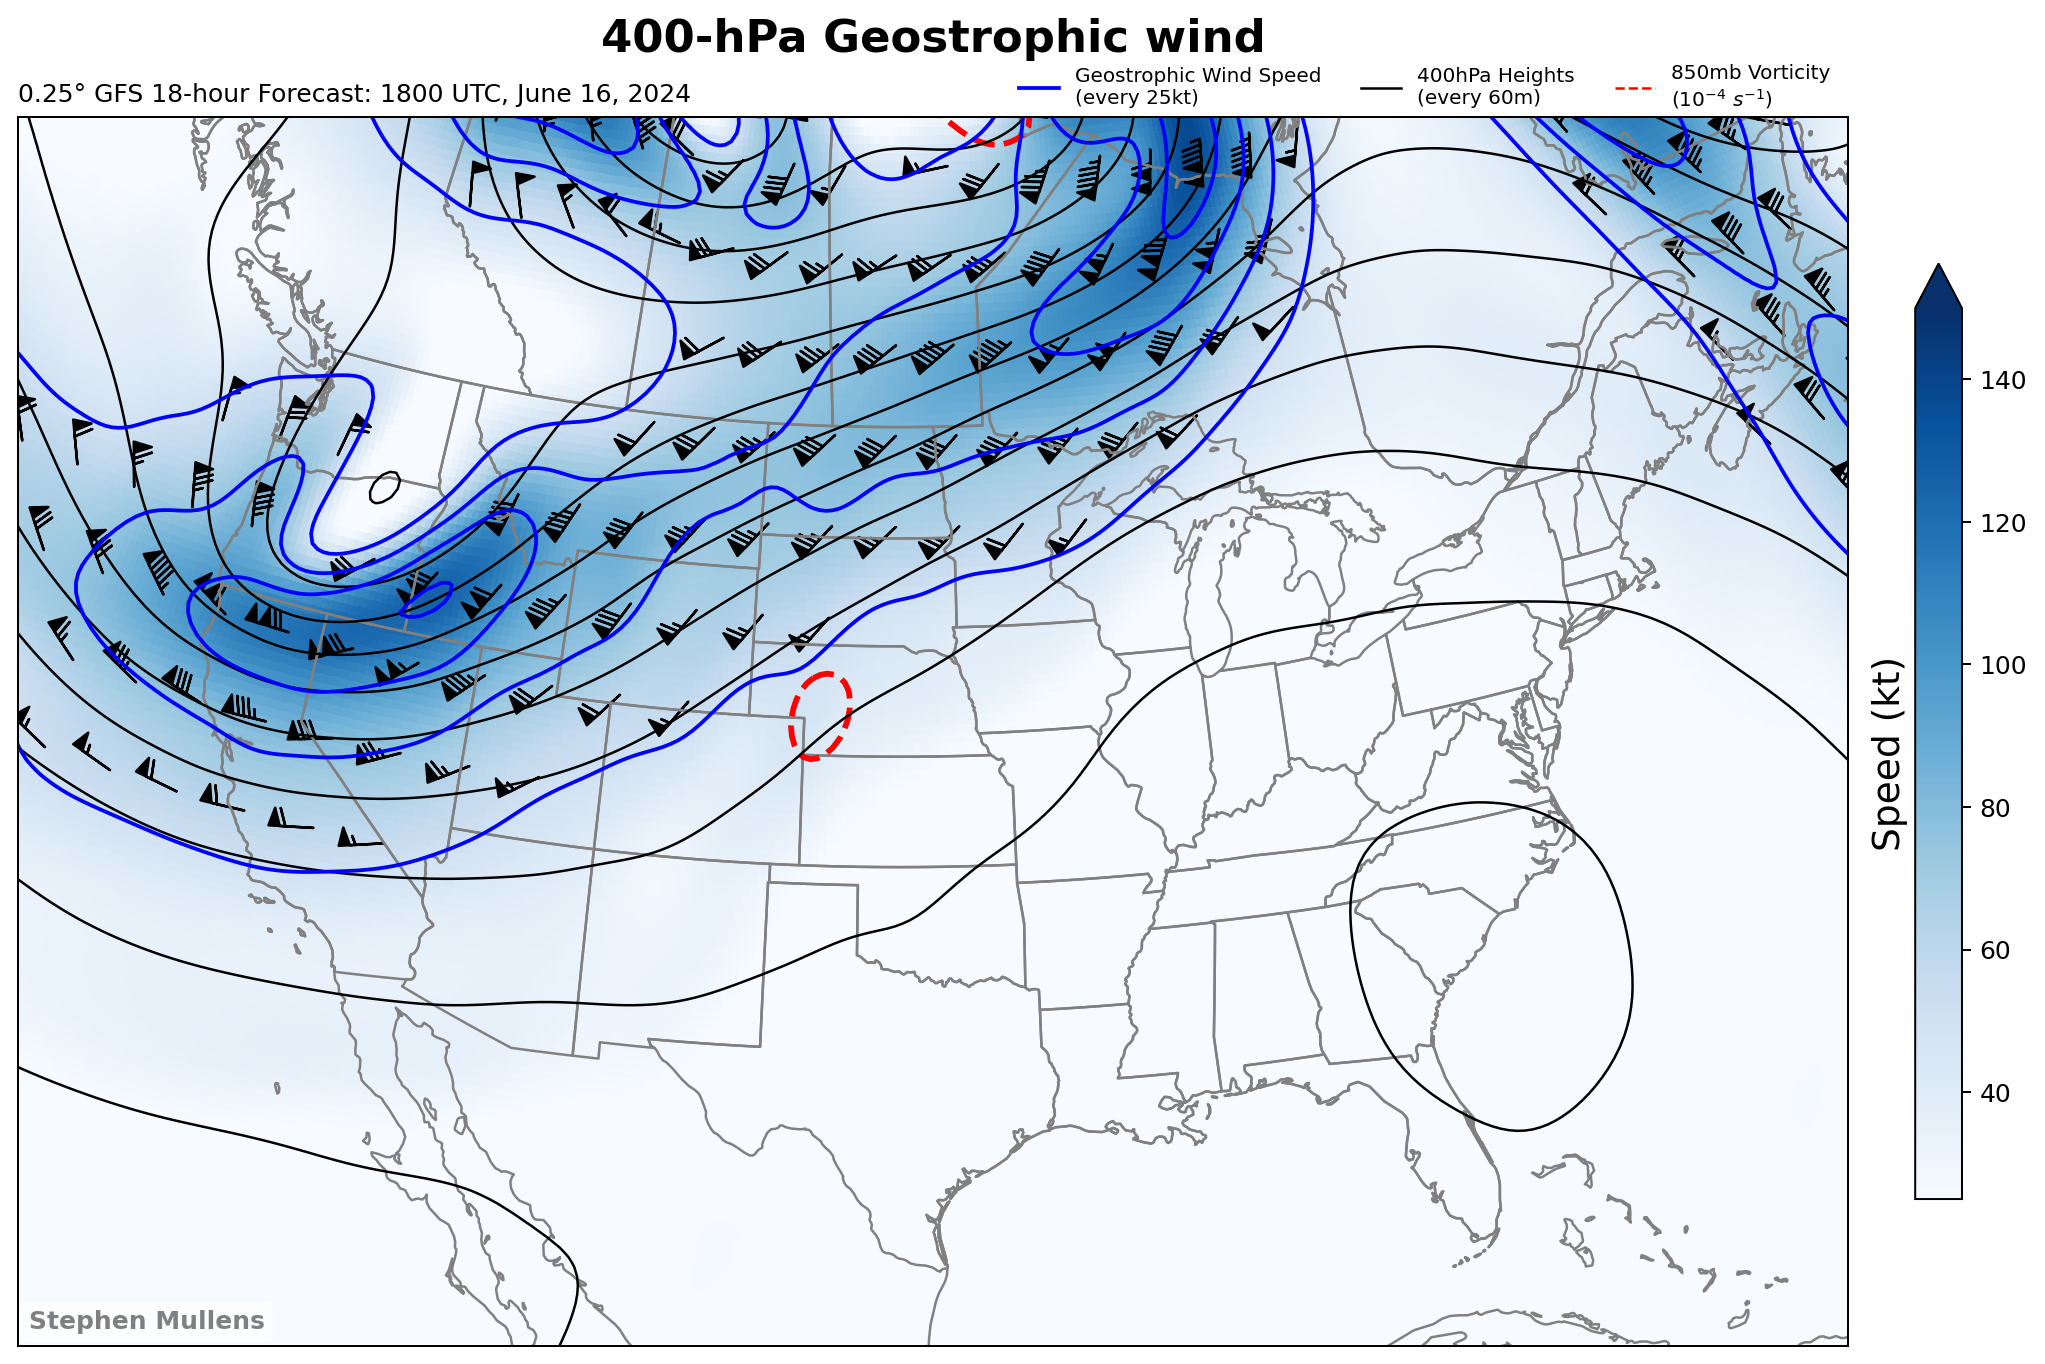 400-hPa Geostrophic wind
0.25° GFS 18-hour Forecast: 1800 UTC, June 16, 2024
Geostrophic Wind Speed
(every 25kt)
400hPa Heights
(every 60m)
850mb Vorticity
(10⁻⁴ s⁻¹)
140
120
100
80
60
40
Speed (kt)
Stephen Mullens